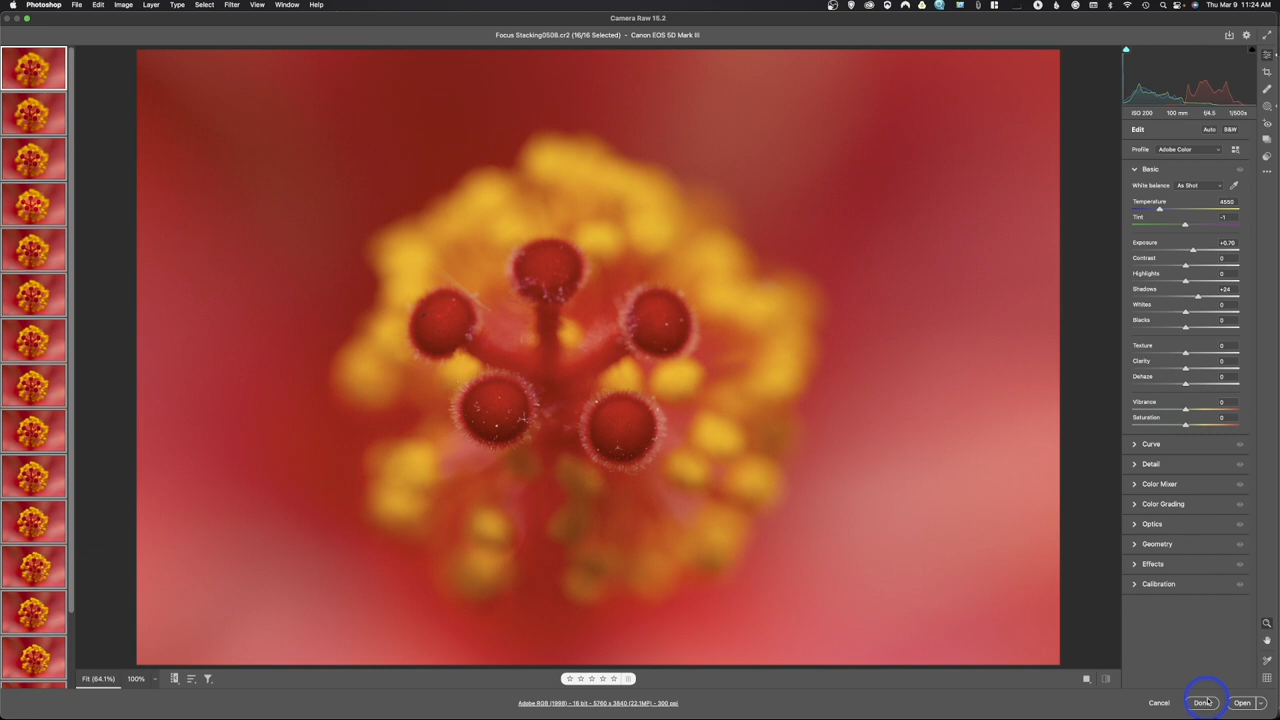 Photoshop File Edit Image Layer Type Select Filter View Window Help Thu Mar 9 11:24 AM
Camera Raw 15.2
Focus Stacking0508.cr2 (16/16 Selected) - Canon EOS 5D Mark III
ISO 200 100 mm f/4.5 1/500s
Edit Auto B&W
Profile Adobe Color
Basic
White balance As Shot
Temperature 4550
Tint -1
Exposure +0.70
Contrast 0
Highlights 0
Shadows +24
Whites 0
Blacks 0
Texture 0
Clarity 0
Dehaze 0
Vibrance 0
Saturation 0
Curve
Detail
Color Mixer
Color Grading
Optics
Geometry
Effects
Calibration
Fit (64.1%) 100%
Adobe RGB (1998) - 16 bit - 5760 x 3840 (22.1MP) - 300 ppi Cancel Done Open